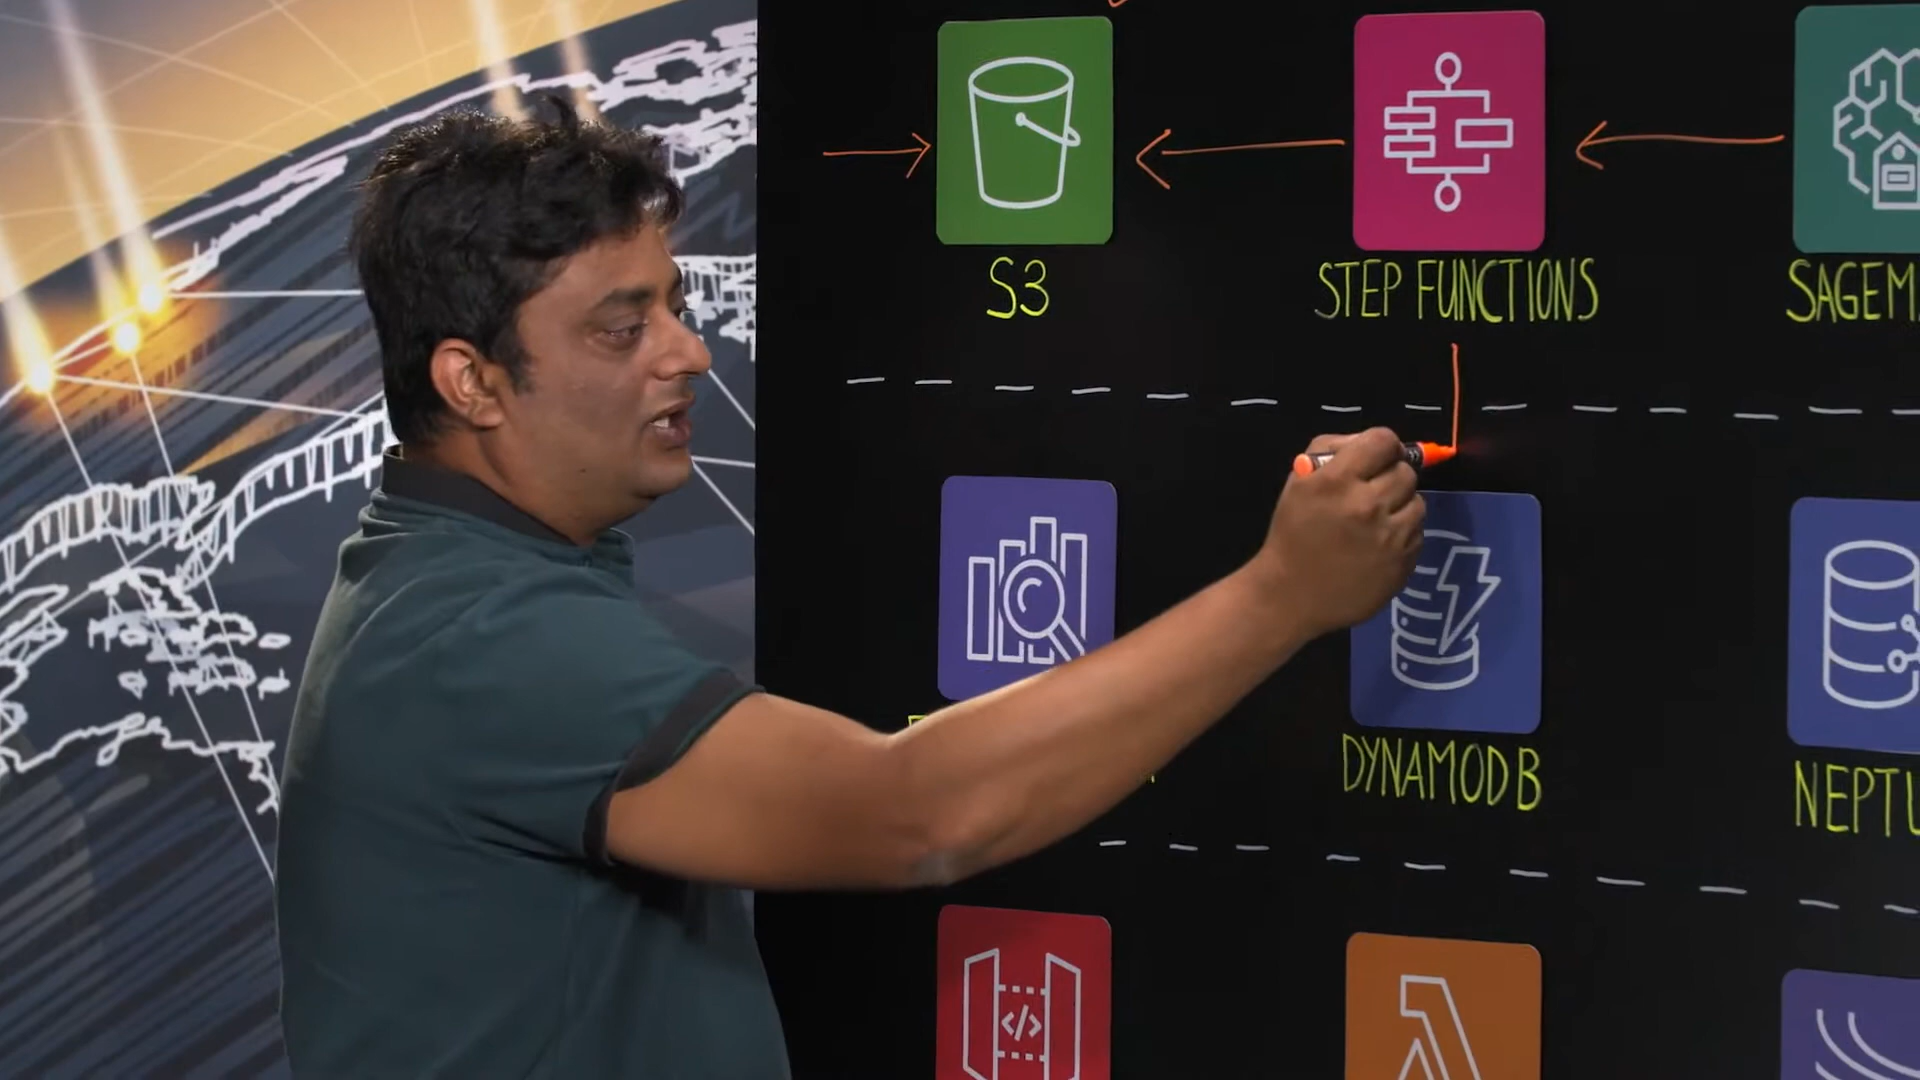 S3
STEP FUNCTIONS
SAGEM
DYNAMODB
NEPTU
</>